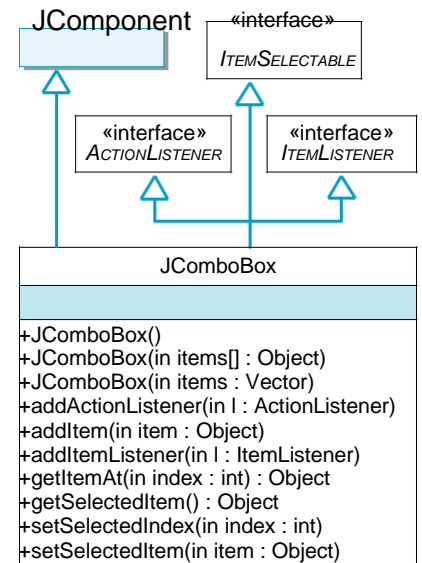 JComponent
«interface»
ITEMSELECTABLE
«interface»
ACTIONLISTENER
«interface»
ITEMLISTENER
JComboBox
+JComboBox()
+JComboBox(in items[] : Object)
+JComboBox(in items : Vector)
+addActionListener(in l : ActionListener)
+addItem(in item : Object)
+addItemListener(in l : ItemListener)
+getItemAt(in index : int) : Object
+getSelectedItem() : Object
+setSelectedIndex(in index : int)
+setSelectedItem(in item : Object)